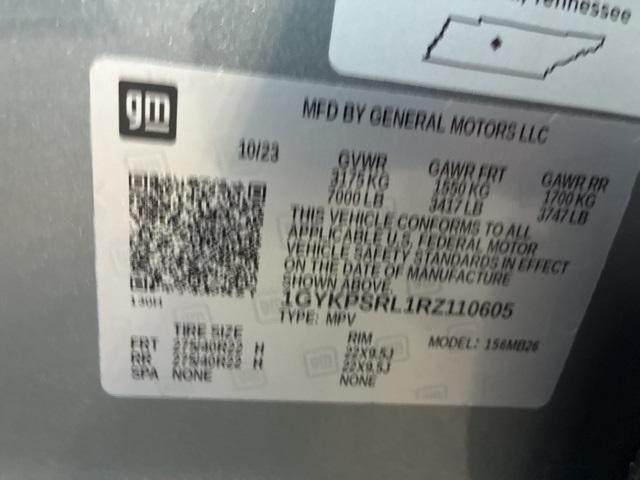 Tennessee
gm
MFD BY GENERAL MOTORS LLC
10/23
GVWR
3175 KG
7000 LB
GAWR FRT
1550 KG
3417 LB
GAWR RR
1700 KG
3747 LB
THIS VEHICLE CONFORMS TO ALL
APPLICABLE U.S. FEDERAL MOTOR
VEHICLE SAFETY STANDARDS IN EFFECT
ON THE DATE OF MANUFACTURE
SHOWN ABOVE.
1GYKPSRL1RZ110605
TYPE: MPV
MODEL: 156MB26
TIRE SIZE
RIM
FRT 275/40R22 H 22X9.5J
RR 275/40R22 H 22X9.5J
SPA NONE NONE